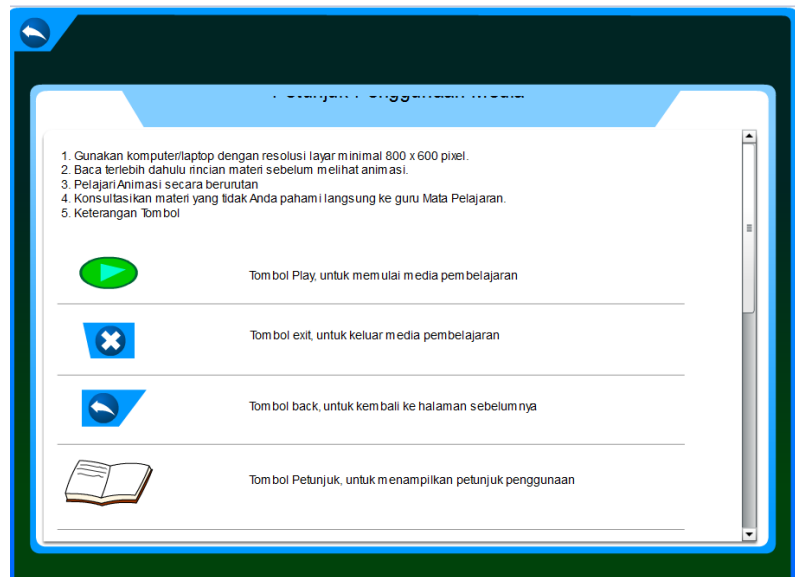 Petunjuk Penggunaan Media
1. Gunakan komputer/laptop dengan resolusi layar minimal 800 x 600 pixel.
2. Baca terlebih dahulu rincian materi sebelum melihat animasi.
3. Pelajari Animasi secara berurutan
4. Konsultasikan materi yang tidak Anda pahami langsung ke guru Mata Pelajaran.
5. Keterangan Tombol
Tombol Play, untuk memulai media pembelajaran
Tombol exit, untuk keluar media pembelajaran
Tombol back, untuk kembali ke halaman sebelumnya
Tombol Petunjuk, untuk menampilkan petunjuk penggunaan